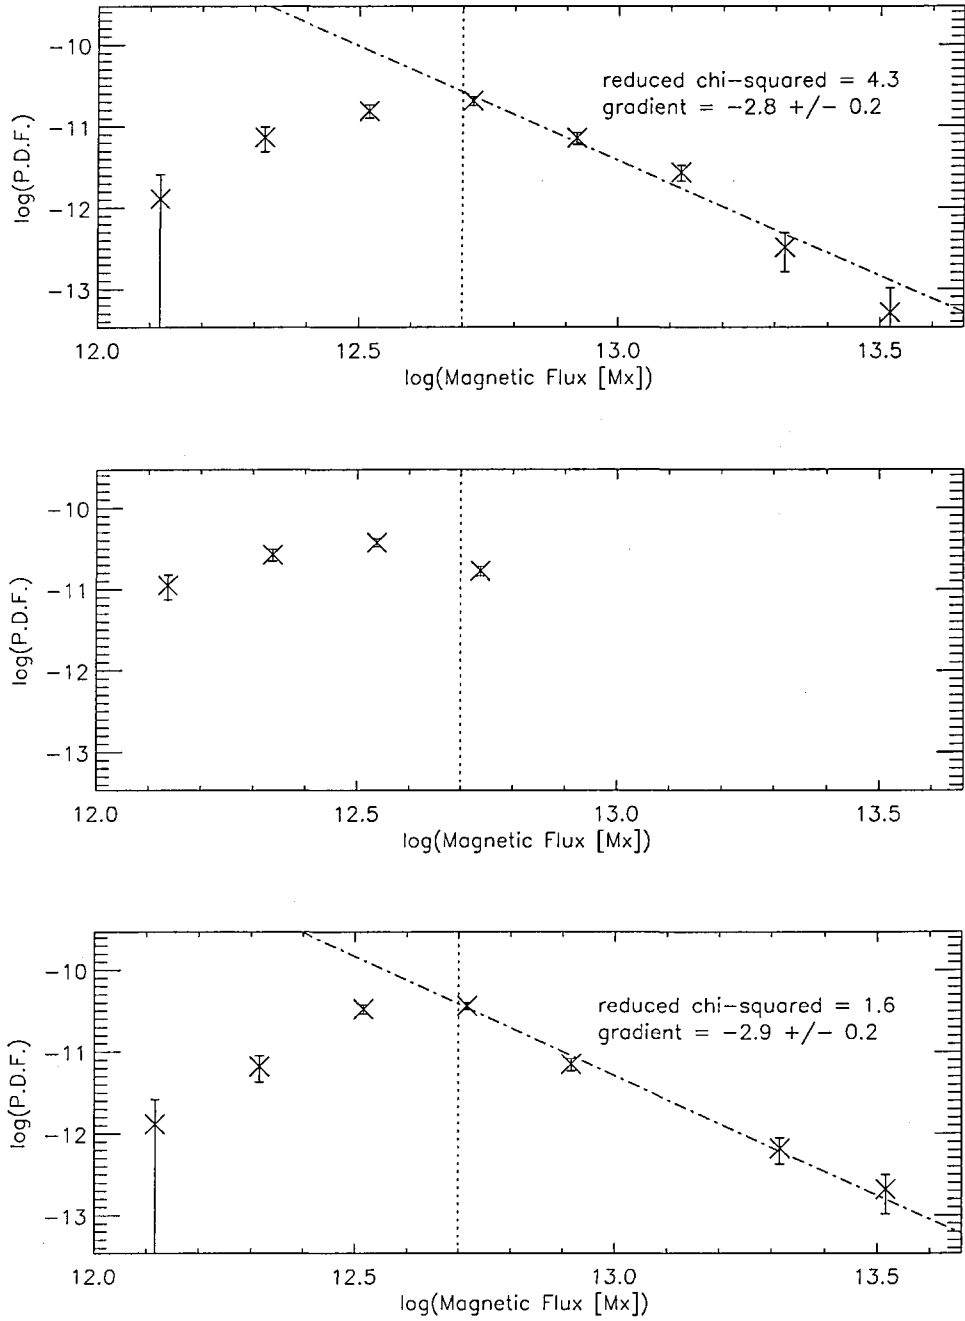 -10
-11
-12
-13
log(P.D.F.)
reduced chi-squared = 4.3
gradient = -2.8 +/- 0.2
12.0 12.5 13.0 13.5
log(Magnetic Flux [Mx])
-10
-11
-12
-13
log(P.D.F.)
12.0 12.5 13.0 13.5
log(Magnetic Flux [Mx])
-10
-11
-12
-13
log(P.D.F.)
reduced chi-squared = 1.6
gradient = -2.9 +/- 0.2
12.0 12.5 13.0 13.5
log(Magnetic Flux [Mx])